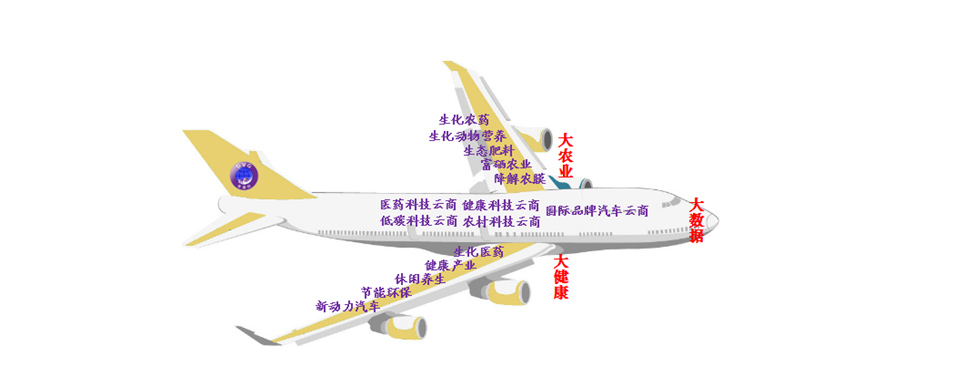 生化农药
生化动物营养
生态肥料
富硒农业
降解农膜
大农业
医药科技云商 健康科技云商 国际品牌汽车云商
低碳科技云商 农村科技云商
大数据
生化医药
健康产业
休闲养生
节能环保
新动力汽车
大健康